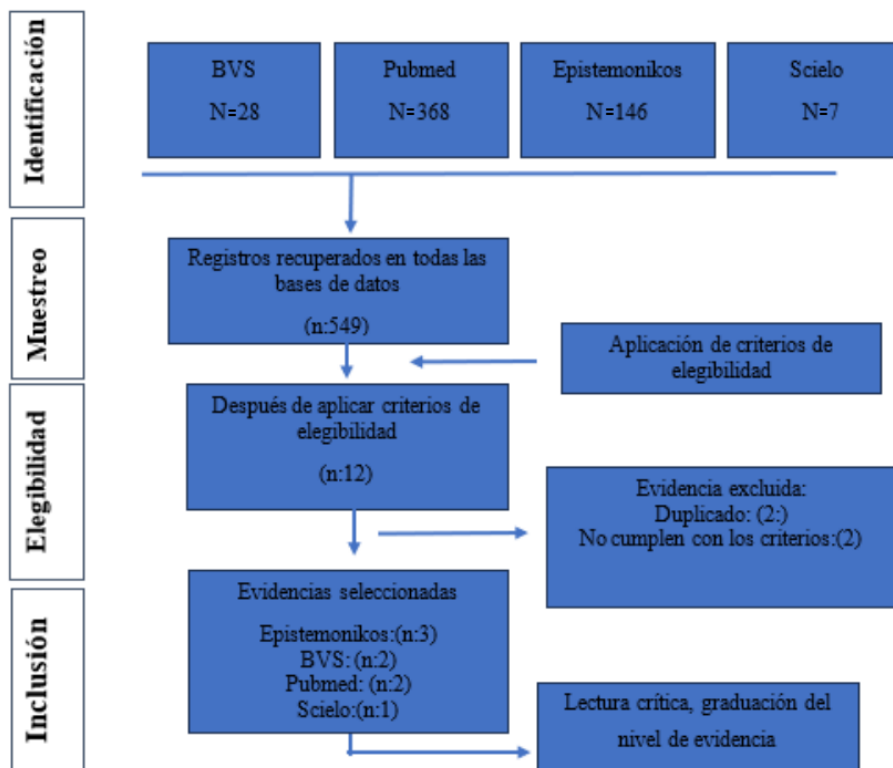 Identificación
BVS
N=28
Pubmed
N=368
Epistemonikos
N=146
Scielo
N=7
Muestreo
Registros recuperados en todas las
bases de datos
(n:549)
Aplicación de criterios de
elegibilidad
Elegibilidad
Después de aplicar criterios de
elegibilidad
(n:12)
Evidencia excluida:
Duplicado: (2:)
No cumplen con los criterios:(2)
Inclusión
Evidencias seleccionadas
Epistemonikos:(n:3)
BVS: (n:2)
Pubmed: (n:2)
Scielo:(n:1)
Lectura crítica, graduación del
nivel de evidencia